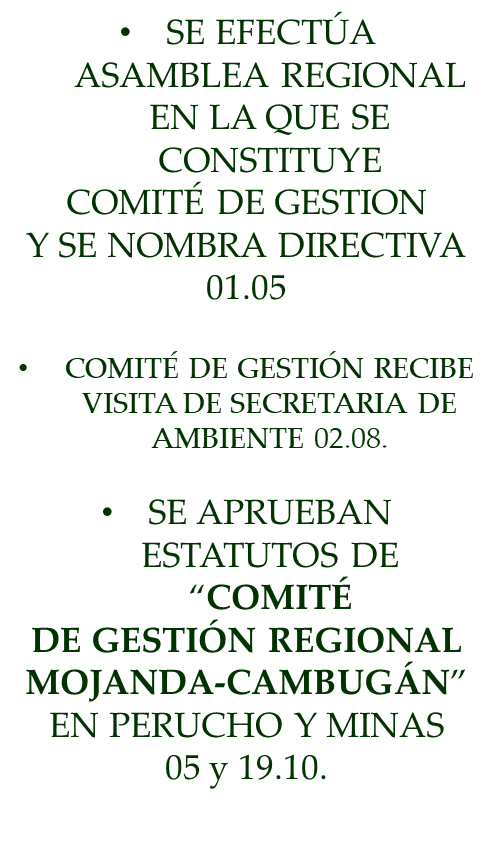 • SE EFECTÚA
ASAMBLEA REGIONAL
EN LA QUE SE
CONSTITUYE
COMITÉ DE GESTION
Y SE NOMBRA DIRECTIVA
01.05
• COMITÉ DE GESTIÓN RECIBE
VISITA DE SECRETARIA DE
AMBIENTE 02.08.
• SE APRUEBAN
ESTATUTOS DE
“COMITÉ
DE GESTIÓN REGIONAL
MOJANDA-CAMBUGÁN”
EN PERUCHO Y MINAS
05 y 19.10.